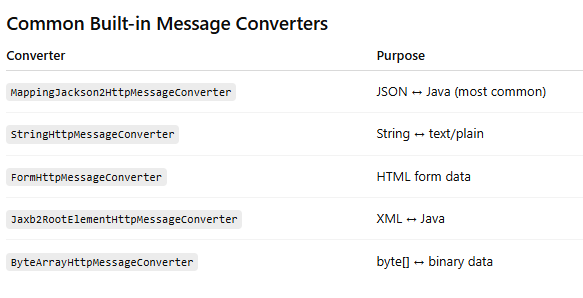 Common Built-in Message Converters
Converter Purpose
MappingJackson2HttpMessageConverter JSON ↔ Java (most common)
StringHttpMessageConverter String ↔ text/plain
FormHttpMessageConverter HTML form data
Jaxb2RootElementHttpMessageConverter XML ↔ Java
ByteArrayHttpMessageConverter byte[] ↔ binary data